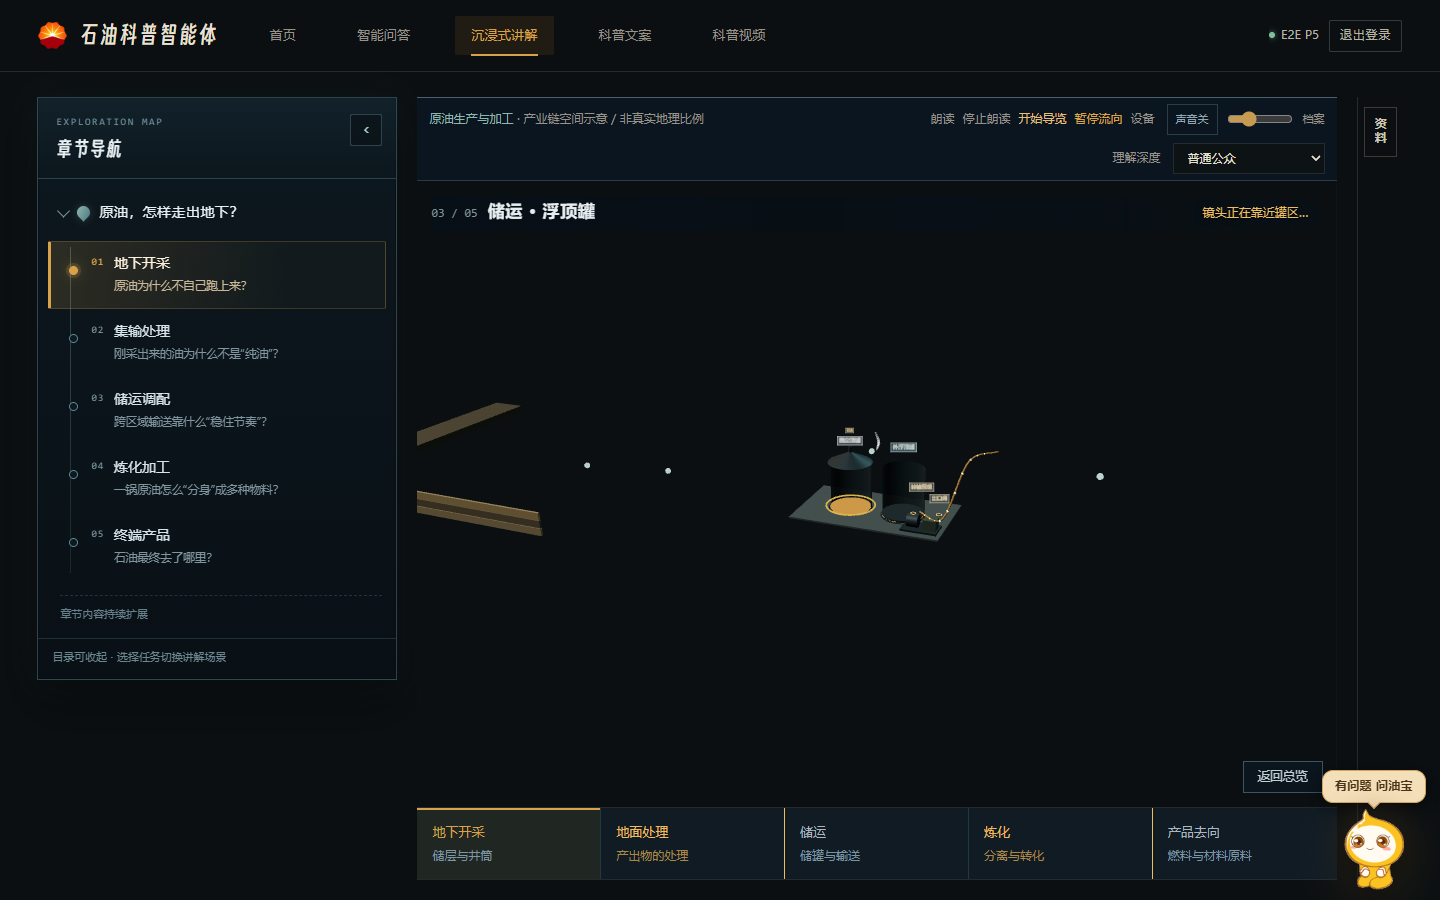 石油科普智能体
首页
智能问答
沉浸式讲解
科普文案
科普视频
E2E P5
退出登录
EXPLORATION MAP
章节导航
‹
原油，怎样走出地下？
01 地下开采
原油为什么不自己跑上来？
02 集输处理
刚采出来的油为什么不是“纯油”？
03 储运调配
跨区域输送靠什么“稳住节奏”？
04 炼化加工
一锅原油怎么“分身”成多种物料？
05 终端产品
石油最终去了哪里？
章节内容持续扩展
目录可收起 · 选择任务切换讲解场景
原油生产与加工 · 产业链空间示意 / 非真实地理比例
朗读 停止朗读 开始导览 暂停流向 设备 声音关 档案
理解深度 普通公众
03 / 05 储运 · 浮顶罐
镜头正在靠近罐区...
返回总览
地下开采
储层与井筒
地面处理
产出物的处理
储运
储罐与输送
炼化
分离与转化
产品去向
燃料与材料原料
资料
有问题 问油宝